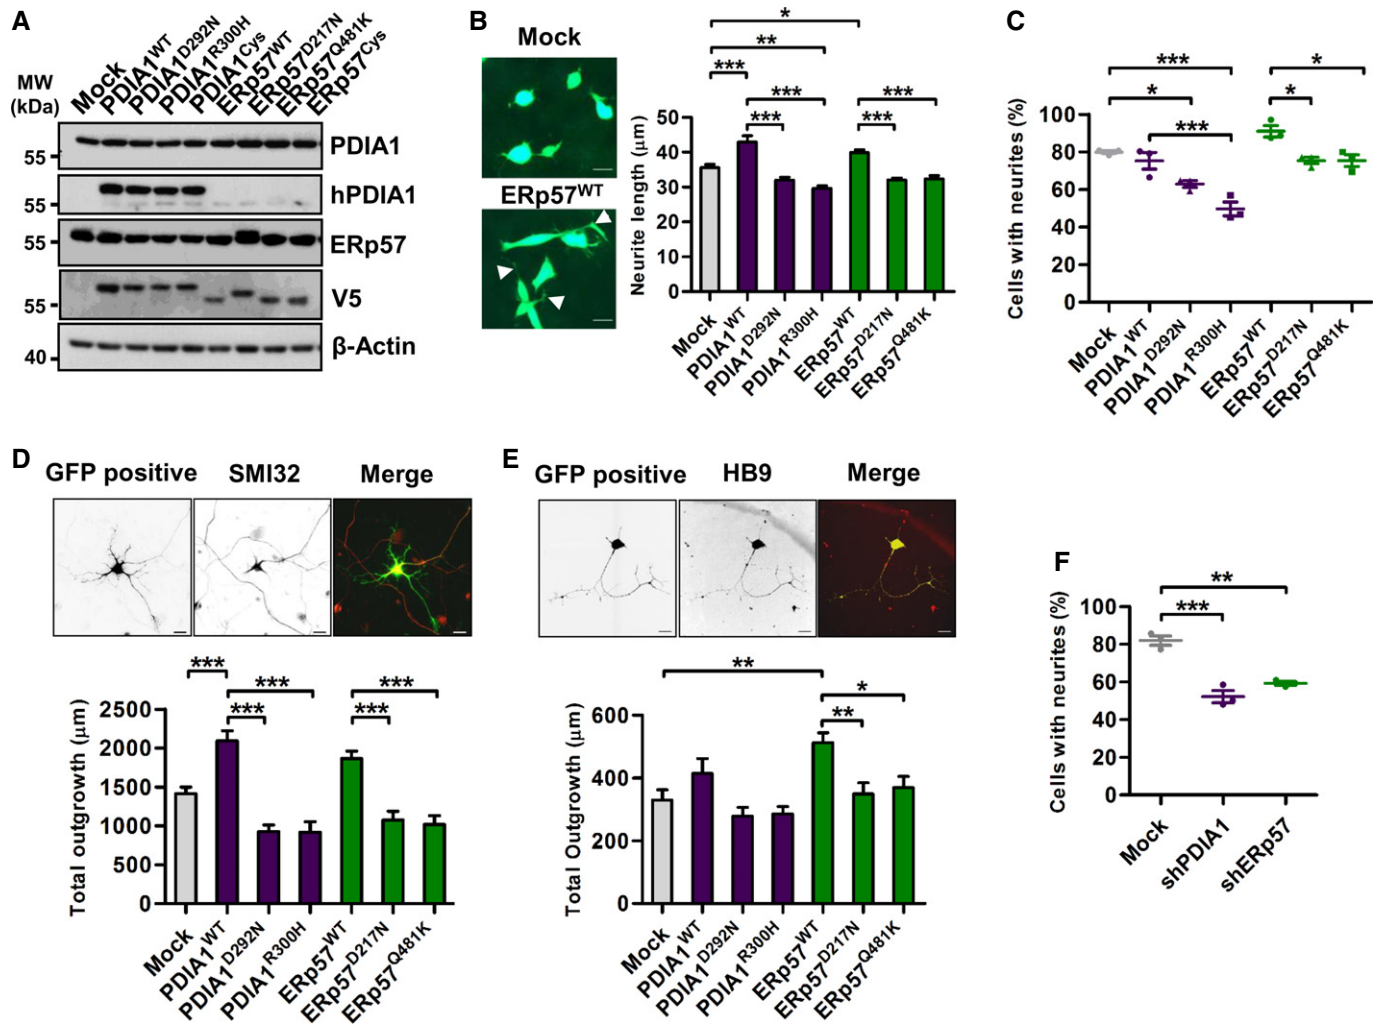 A
MW
(kDa)
Mock
PDIA1WT
PDIA1D292N
PDIA1R300H
PDIA1Cys
ERp57WT
ERp57D217N
ERp57Q481K
ERp57Cys
55
PDIA1
55
hPDIA1
55
ERp57
55
V5
40
β-Actin
B
Mock
ERp57WT
*
**
***
***
***
***
***
Neurite length (μm)
50
40
30
20
10
0
Mock
PDIA1WT
PDIA1D292N
PDIA1R300H
ERp57WT
ERp57D217N
ERp57Q481K
C
***
*
***
*
*
Cells with neurites (%)
100
80
60
40
20
0
Mock
PDIA1WT
PDIA1D292N
PDIA1R300H
ERp57WT
ERp57D217N
ERp57Q481K
D
GFP positive SMI32 Merge
***
***
***
***
***
Total outgrowth (μm)
2500
2000
1500
1000
500
0
Mock
PDIA1WT
PDIA1D292N
PDIA1R300H
ERp57WT
ERp57D217N
ERp57Q481K
E
GFP positive HB9 Merge
**
*
**
Total Outgrowth (μm)
600
400
200
0
Mock
PDIA1WT
PDIA1D292N
PDIA1R300H
ERp57WT
ERp57D217N
ERp57Q481K
F
**
***
Cells with neurites (%)
100
80
60
40
20
0
Mock
shPDIA1
shERp57